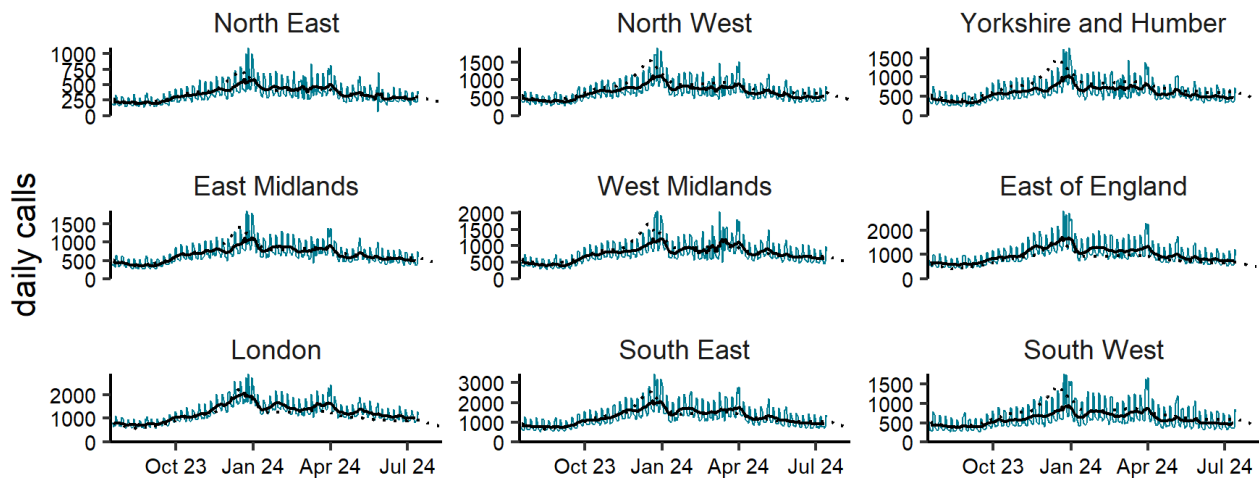 North East
North West
Yorkshire and Humber
1000
750
500
250
0
1500
1000
500
0
1500
1000
500
0
daily calls
East Midlands
West Midlands
East of England
1500
1000
500
0
2000
1500
1000
500
0
2000
1000
0
London
South East
South West
2000
1000
0
3000
2000
1000
0
1500
1000
500
0
Oct 23 Jan 24 Apr 24 Jul 24
Oct 23 Jan 24 Apr 24 Jul 24
Oct 23 Jan 24 Apr 24 Jul 24